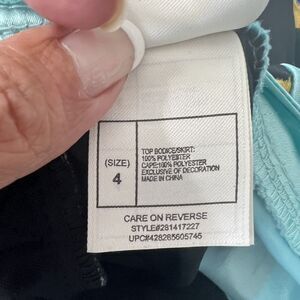 (SIZE)
4
TOP BODICE/SKIRT:
100% POLYESTER
CAPE:100% POLYESTER
EXCLUSIVE OF DECORATION
MADE IN CHINA
CARE ON REVERSE
STYLE#281417227
UPC#428285605745